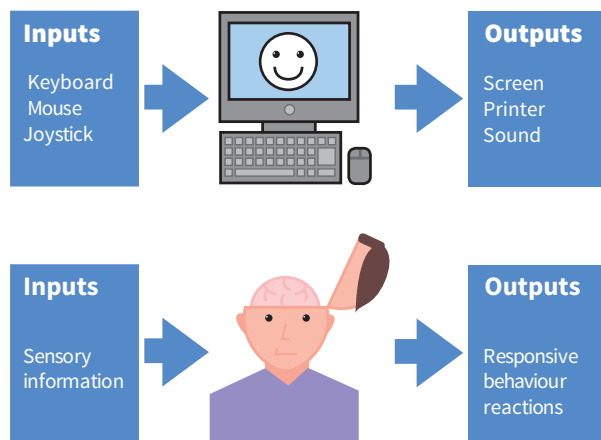 Inputs
Keyboard
Mouse
Joystick
Outputs
Screen
Printer
Sound
Inputs
Sensory
information
Outputs
Responsive
behaviour
reactions